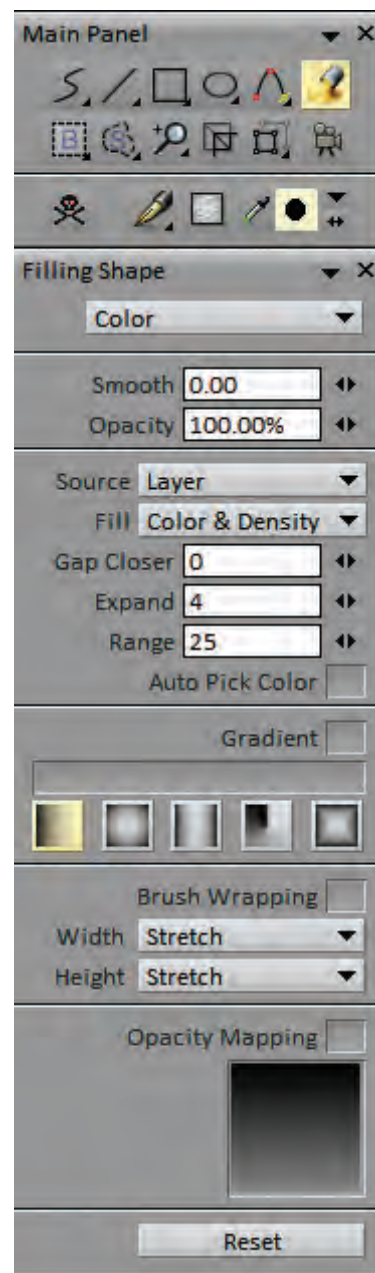 Main Panel
B
S
Filling Shape
Color
Smooth 0.00
Opacity 100.00%
Source Layer
Fill Color & Density
Gap Closer 0
Expand 4
Range 25
Auto Pick Color
Gradient
Brush Wrapping
Width Stretch
Height Stretch
Opacity Mapping
Reset